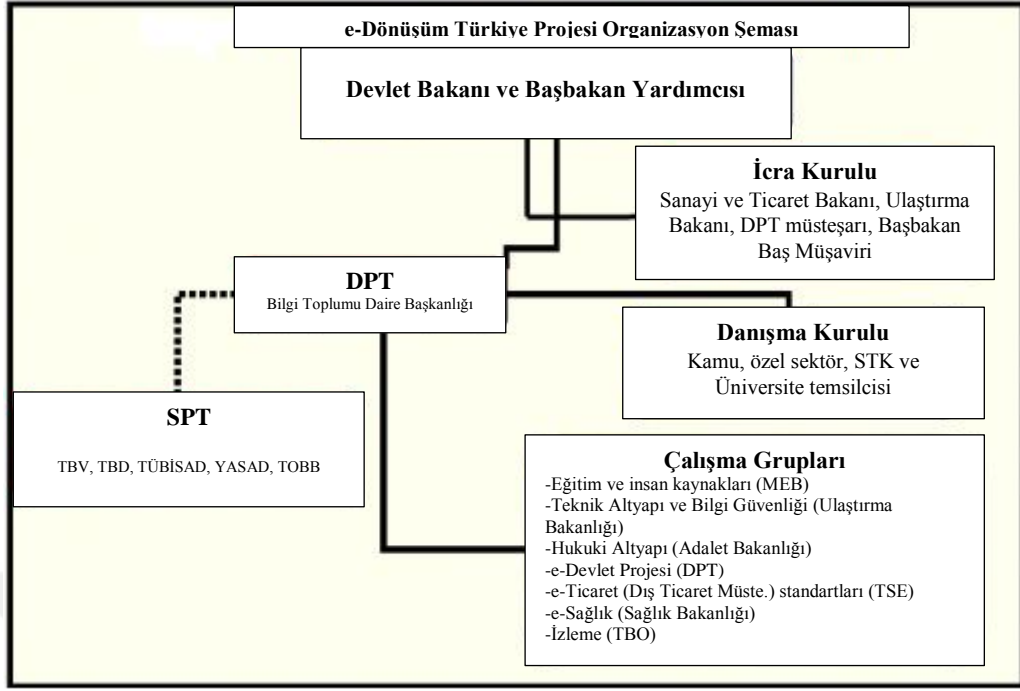 e-Dönüşüm Türkiye Projesi Organizasyon Şeması
Devlet Bakanı ve Başbakan Yardımcısı
İcra Kurulu
Sanayi ve Ticaret Bakanı, Ulaştırma
Bakanı, DPT müsteşarı, Başbakan
Baş Müşaviri
DPT
Bilgi Toplumu Daire Başkanlığı
Danışma Kurulu
Kamu, özel sektör, STK ve
Üniversite temsilcisi
SPT
TBV, TBD, TÜBİSAD, YASAD, TOBB
Çalışma Grupları
-Eğitim ve insan kaynakları (MEB)
-Teknik Altyapı ve Bilgi Güvenliği (Ulaştırma
Bakanlığı)
-Hukuki Altyapı (Adalet Bakanlığı)
-e-Devlet Projesi (DPT)
-e-Ticaret (Dış Ticaret Müste.) standartları (TSE)
-e-Sağlık (Sağlık Bakanlığı)
-İzleme (TBO)